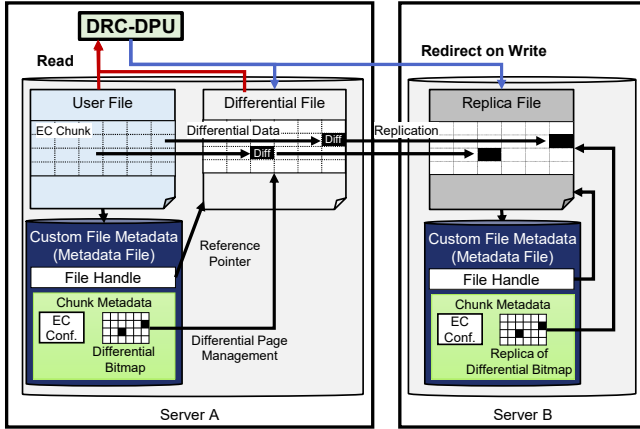 DRC-DPU
Read
Redirect on Write
User File
Differential File
Replica File
EC Chunk
Differential Data
Replication
Diff
Diff
Custom File Metadata
(Metadata File)
File Handle
Reference
Pointer
Chunk Metadata
EC
Conf.
Differential
Bitmap
Differential Page
Management
Custom File Metadata
(Metadata File)
File Handle
Chunk Metadata
EC
Conf.
Replica of
Differential Bitmap
Server A
Server B